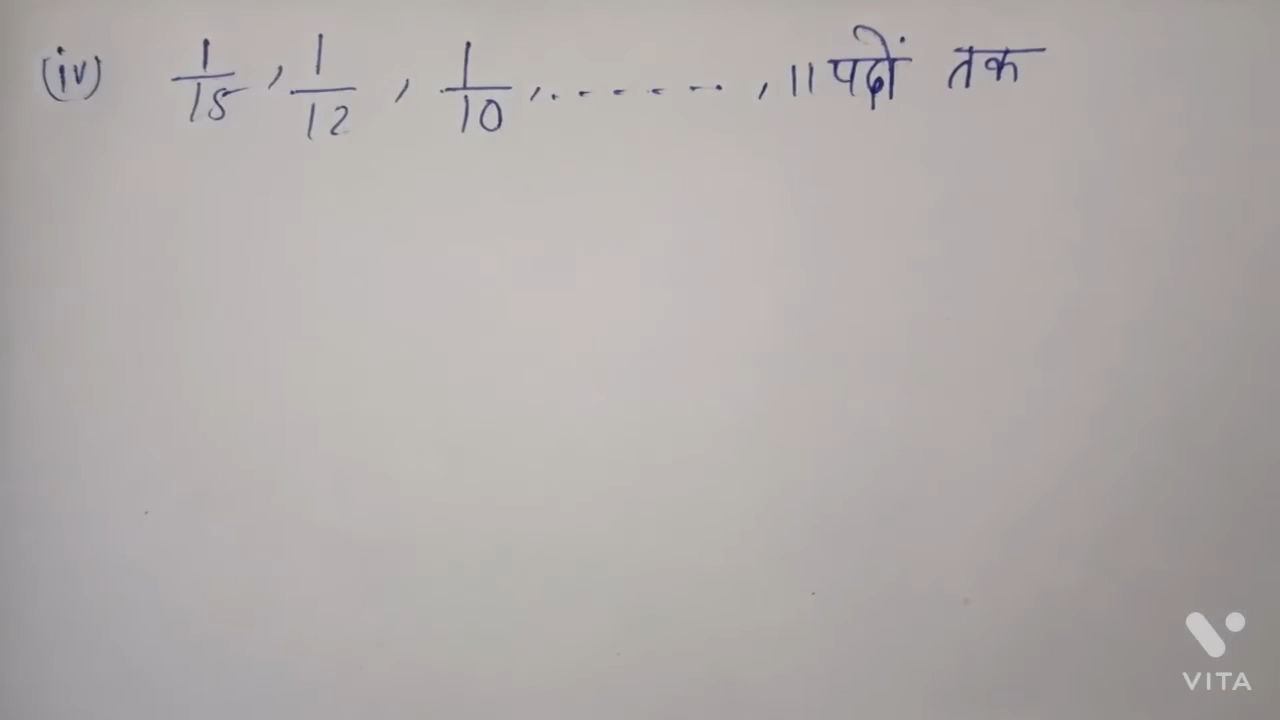 (iv) 1/15, 1/12, 1/10, ......., 11 पदों तक
VITA